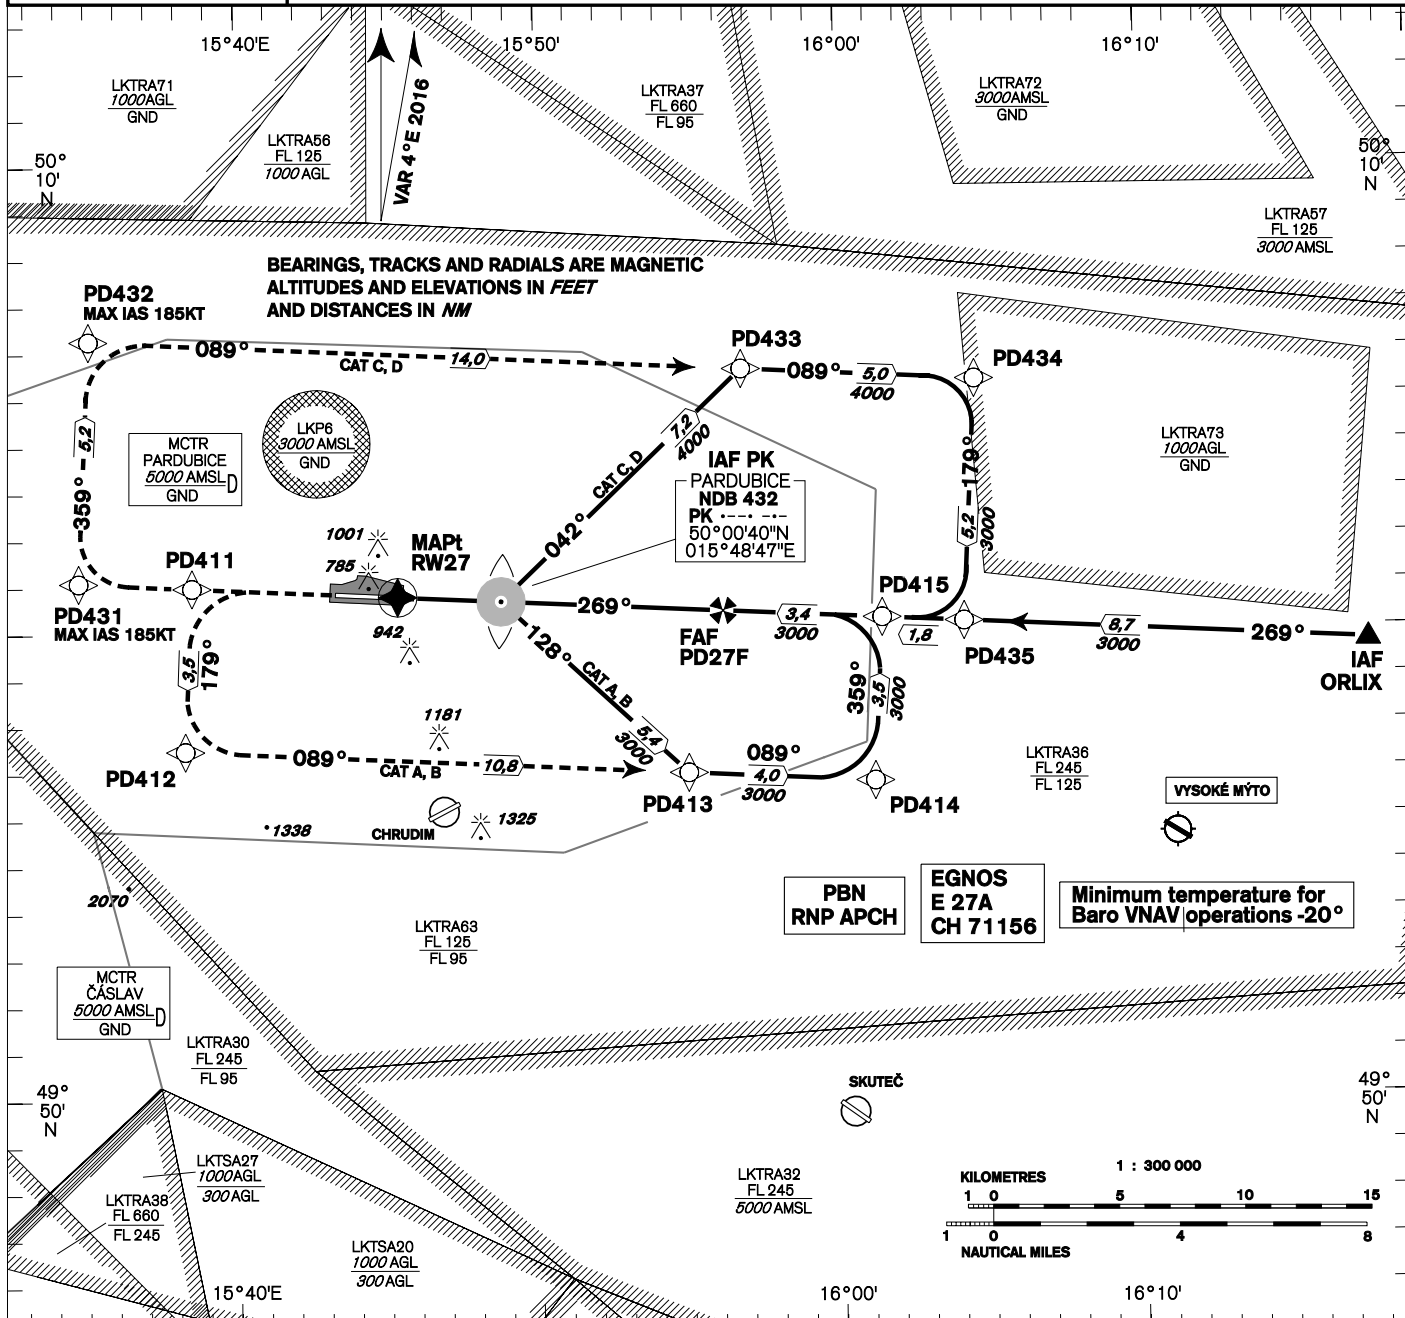 15°40'E
15°50'
16°00'
16°10'
LKTRA71
1000AGL
GND
LKTRA56
FL 125
1000 AGL
VAR 4°E 2016
LKTRA37
FL 660
FL 95
LKTRA72
3000AMSL
GND
50°
10'
N
50°
10'
N
LKTRA57
FL 125
3000 AMSL
BEARINGS, TRACKS AND RADIALS ARE MAGNETIC
ALTITUDES AND ELEVATIONS IN FEET
AND DISTANCES IN NM
PD432
MAX IAS 185KT
089°
CAT C, D
14,0
PD433
089°
5,0
4000
PD434
5,2
359°
MCTR
PARDUBICE
5000 AMSL
GND
D
LKP6
3000 AMSL
GND
7,2
4000
CAT C, D
042°
IAF PK
PARDUBICE
NDB 432
PK ·--· -·-
50°00'40"N
015°48'47"E
179°
5,2
3000
LKTRA73
1000AGL
GND
1001
785
MAPt
RW27
PD411
PD431
MAX IAS 185KT
942
269°
FAF
PD27F
3,4
3000
PD415
1,8
PD435
8,7
3000
269°
IAF
ORLIX
3,5
179°
128°
CAT A, B
5,4
3000
359°
3,5
3000
1181
PD412
089°
CAT A, B
10,8
PD413
089°
4,0
3000
PD414
LKTRA36
FL 245
FL 125
VYSOKÉ MÝTO
1338
CHRUDIM
1325
2070
PBN
RNP APCH
EGNOS
E 27A
CH 71156
Minimum temperature for
Baro VNAV operations -20°
LKTRA63
FL 125
FL 95
MCTR
ČÁSLAV
5000 AMSL
GND
D
LKTRA30
FL 245
FL 95
49°
50'
N
SKUTEČ
49°
50'
N
LKTSA27
1000AGL
300 AGL
LKTRA38
FL 660
FL 245
LKTSA20
1000 AGL
300 AGL
LKTRA32
FL 245
5000 AMSL
1 : 300 000
KILOMETRES
1 0 5 10 15
1 0 4 8
NAUTICAL MILES
15°40'E
16°00'
16°10'